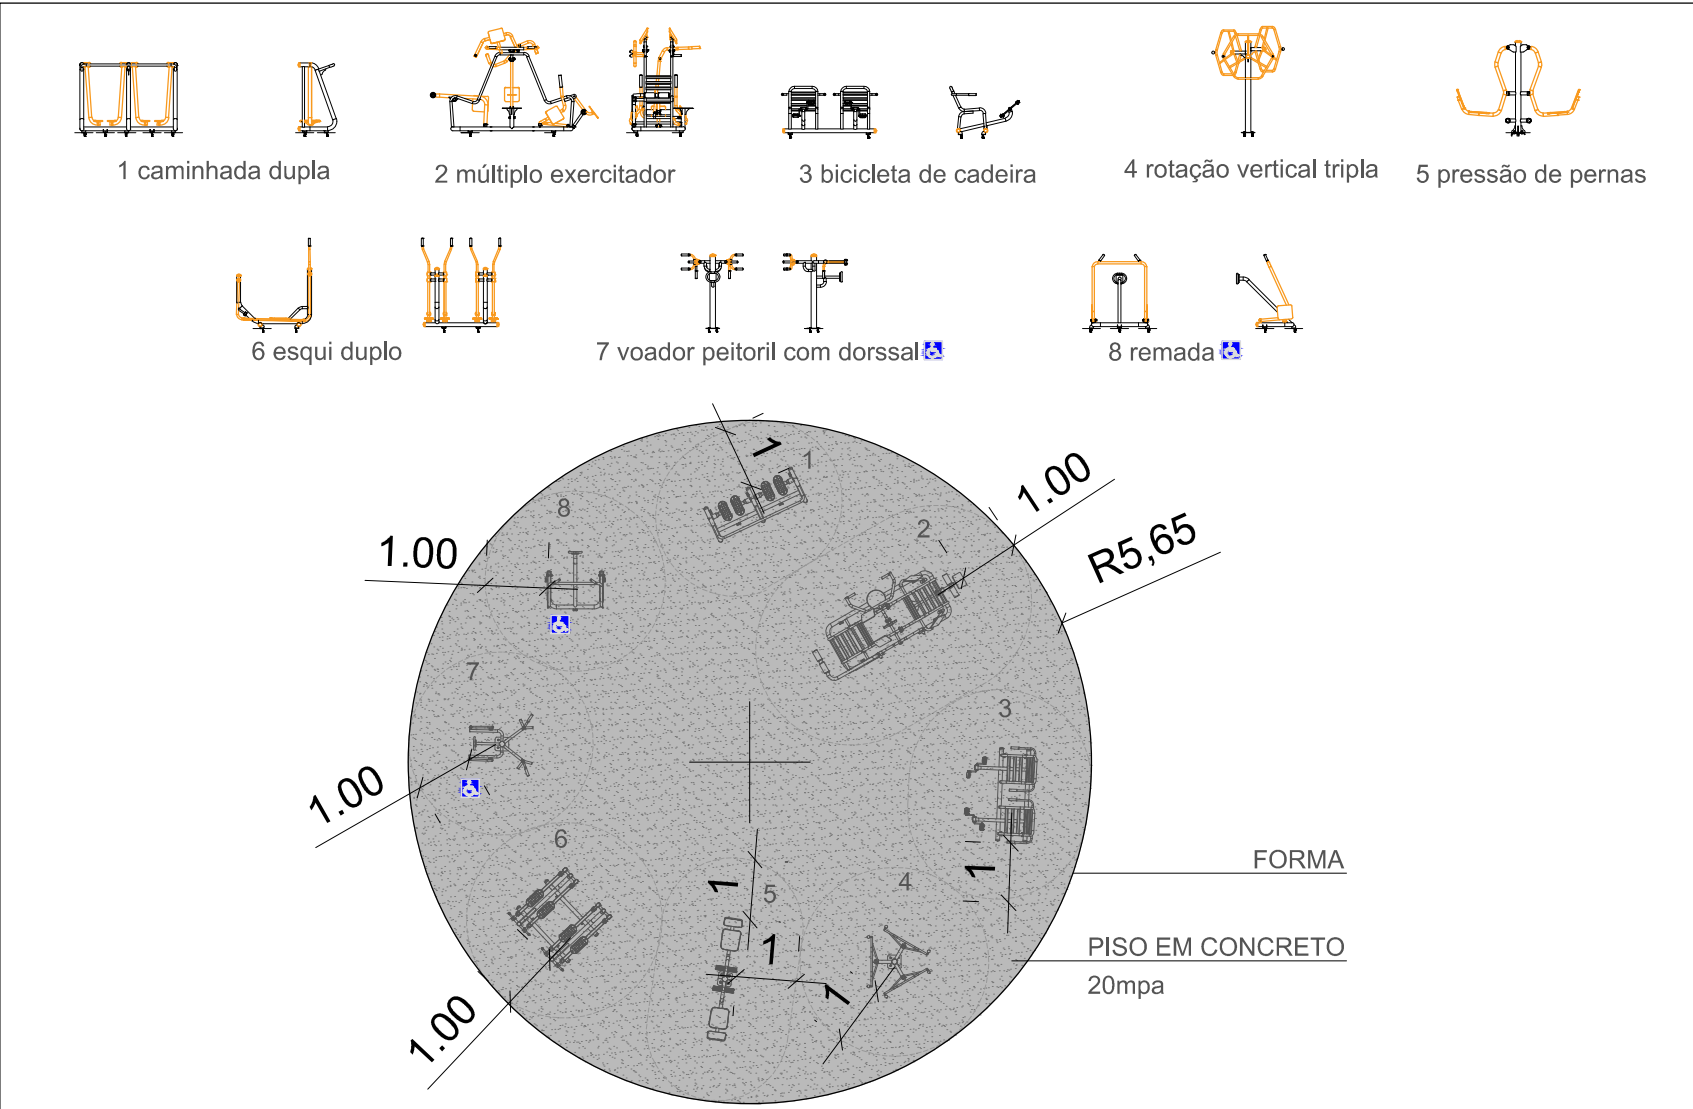 1 caminhada dupla
2 múltiplo exercitador
3 bicicleta de cadeira
4 rotação vertical tripla
5 pressão de pernas
6 esqui duplo
7 voador peitoril com dorssal
8 remada
1
1
1.00
8
2
1.00
R5,65
7
3
1.00
6
1
5
4
1
FORMA
1
1
PISO EM CONCRETO
20mpa
1.00